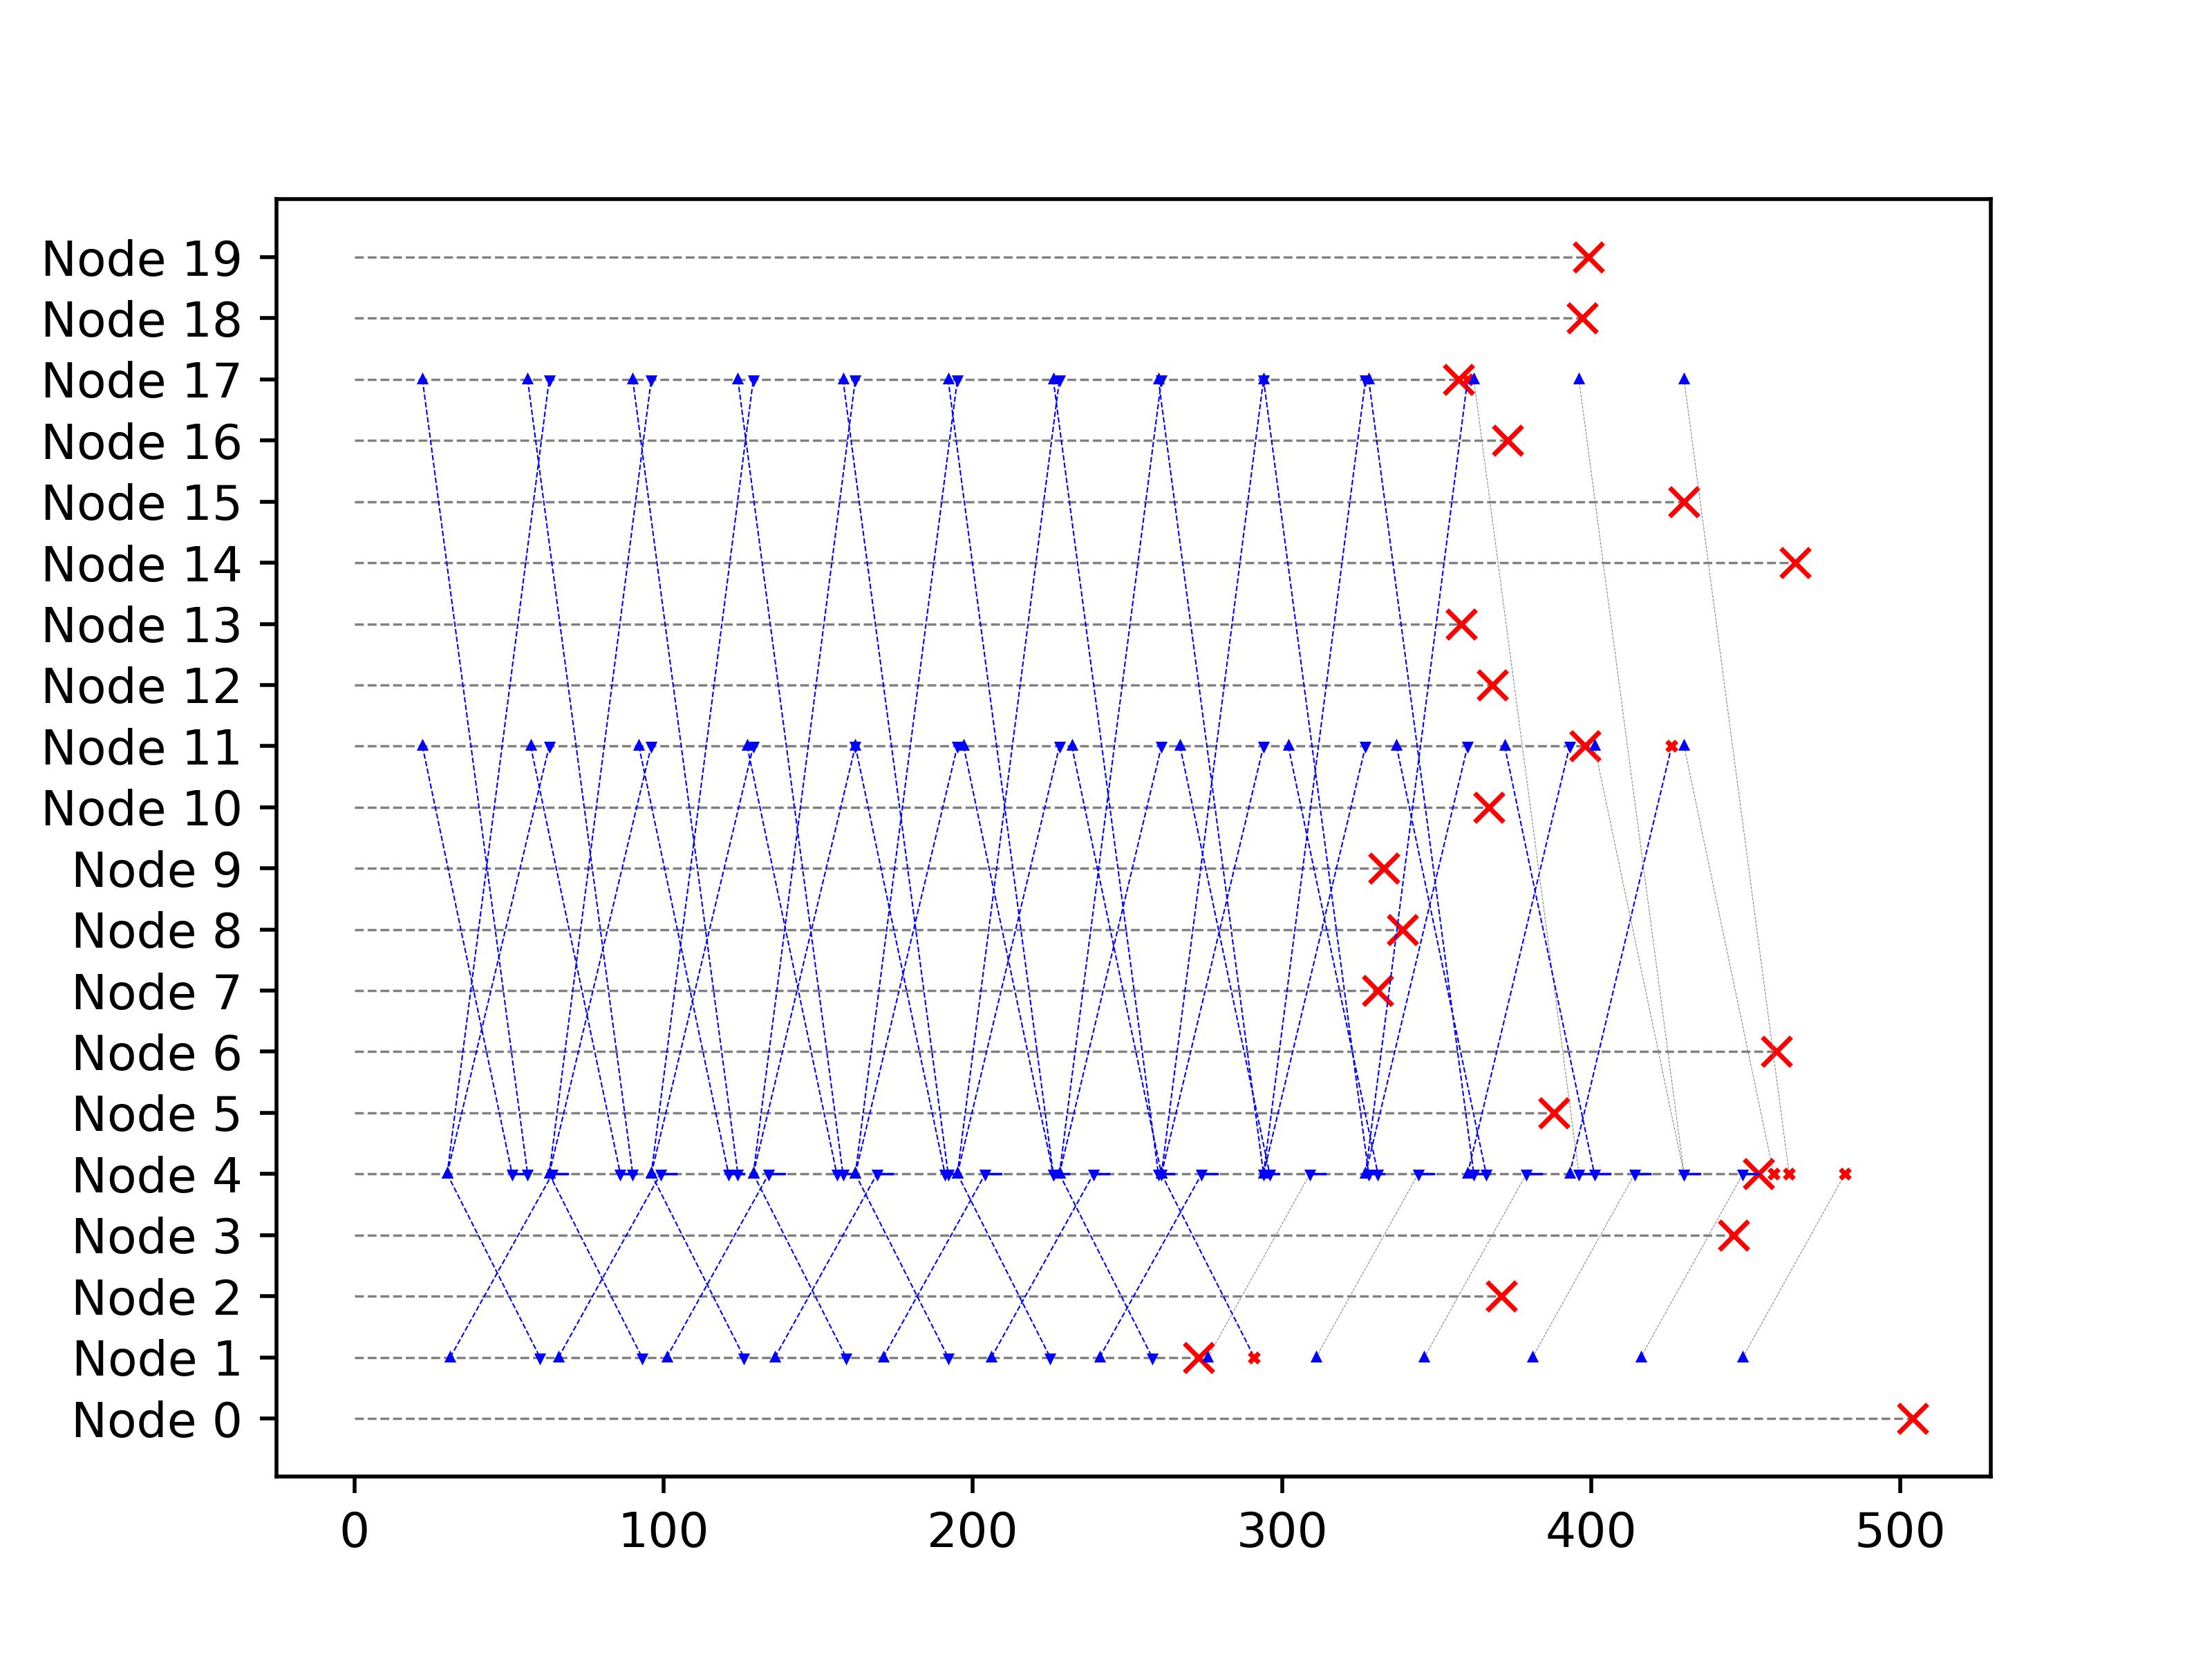 Node 19
Node 18
Node 17
Node 16
Node 15
Node 14
Node 13
Node 12
Node 11
Node 10
Node 9
Node 8
Node 7
Node 6
Node 5
Node 4
Node 3
Node 2
Node 1
Node 0
0 100 200 300 400 500